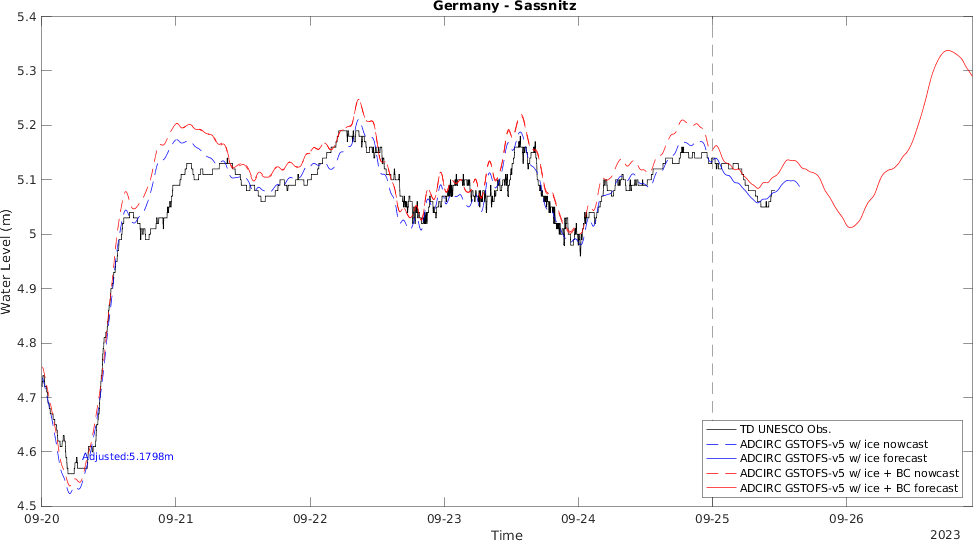 Germany - Sassnitz
5.4
5.3
5.2
5.1
5
4.9
4.8
4.7
4.6
4.5
Water Level (m)
Adjusted:5.1798m
TD UNESCO Obs.
ADCIRC GSTOFS-v5 w/ ice nowcast
ADCIRC GSTOFS-v5 w/ ice forecast
ADCIRC GSTOFS-v5 w/ ice + BC nowcast
ADCIRC GSTOFS-v5 w/ ice + BC forecast
09-20 09-21 09-22 09-23 09-24 09-25 09-26
Time
2023